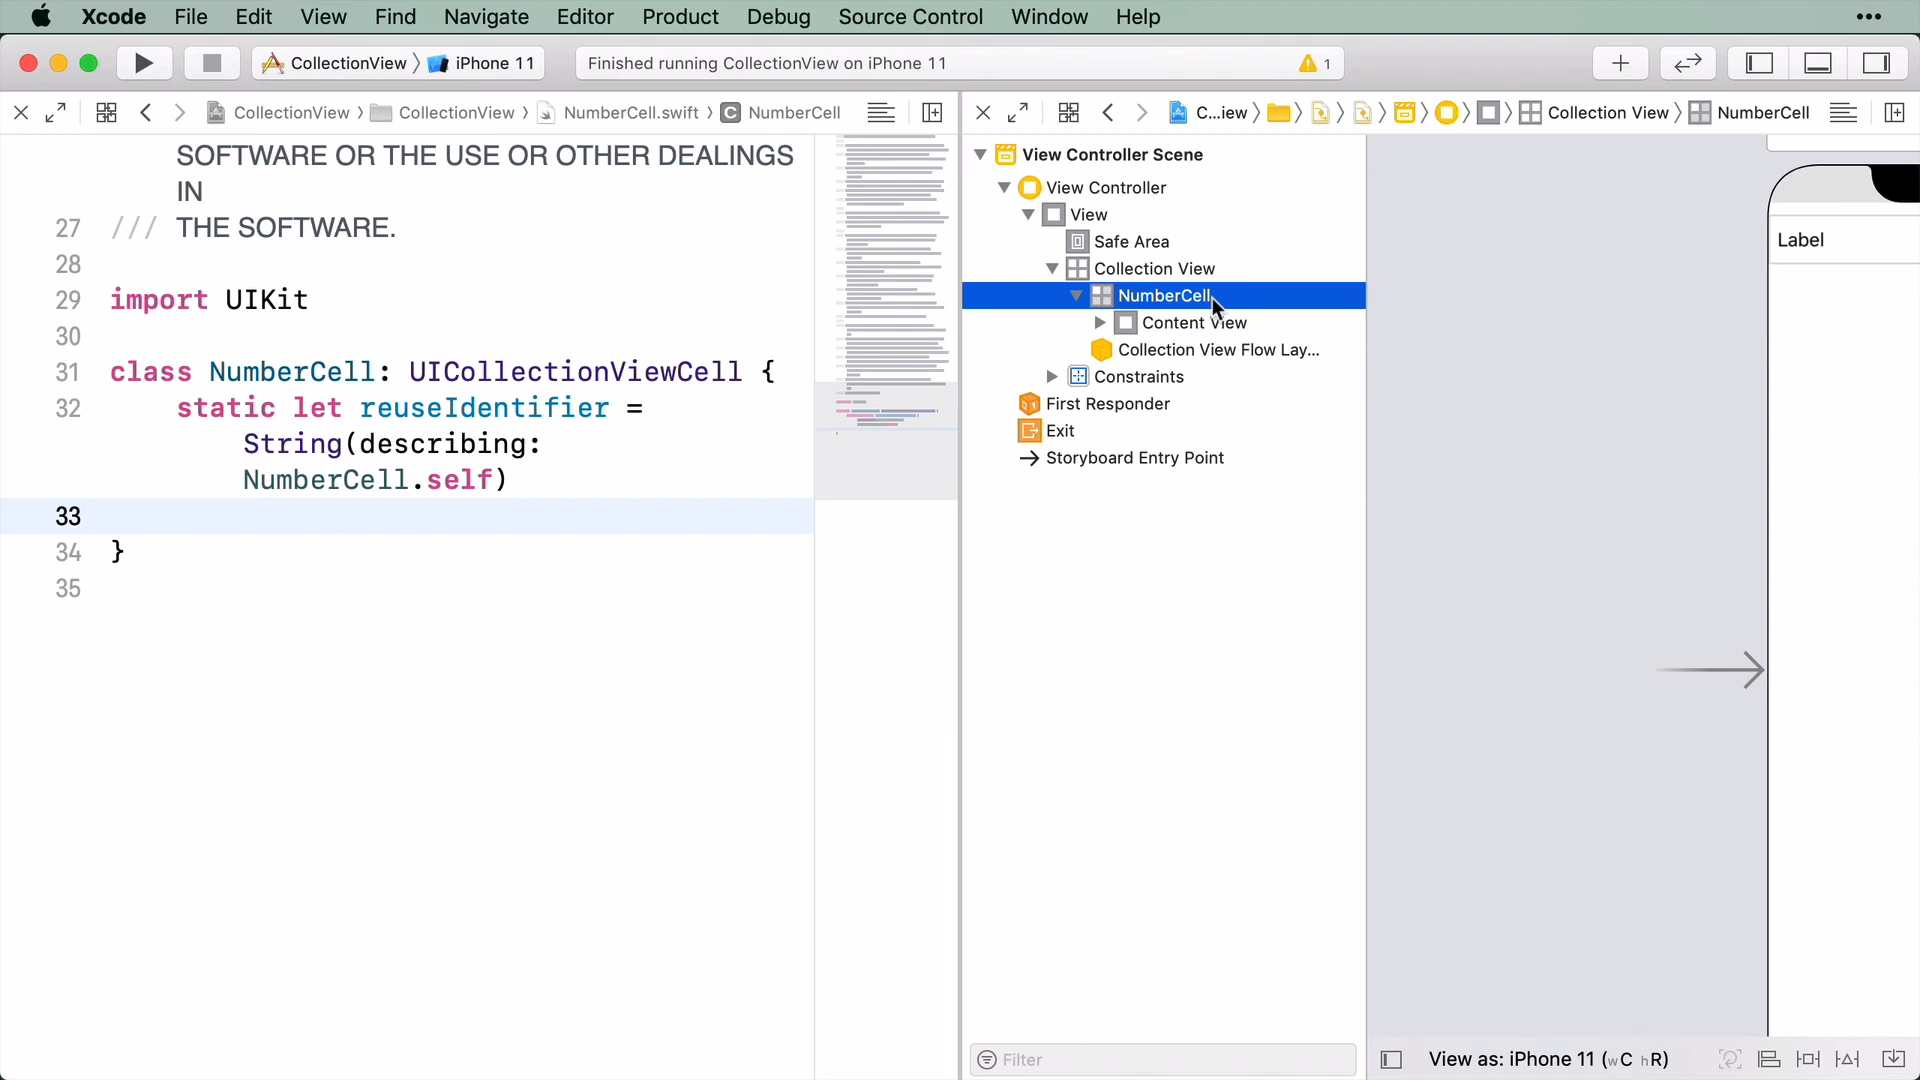 Xcode File Edit View Find Navigate Editor Product Debug Source Control Window Help
CollectionView iPhone 11
Finished running CollectionView on iPhone 11
1
CollectionView CollectionView NumberCell.swift NumberCell
SOFTWARE OR THE USE OR OTHER DEALINGS
IN
27 /// THE SOFTWARE.
28
29 import UIKit
30
31 class NumberCell: UICollectionViewCell {
32 static let reuseIdentifier =
String(describing:
NumberCell.self)
33
34 }
35
C...iew Collection View NumberCell
View Controller Scene
View Controller
View
Safe Area
Collection View
NumberCell
Content View
Collection View Flow Lay...
Constraints
First Responder
Exit
Storyboard Entry Point
Filter
Label
View as: iPhone 11 (wC hR)